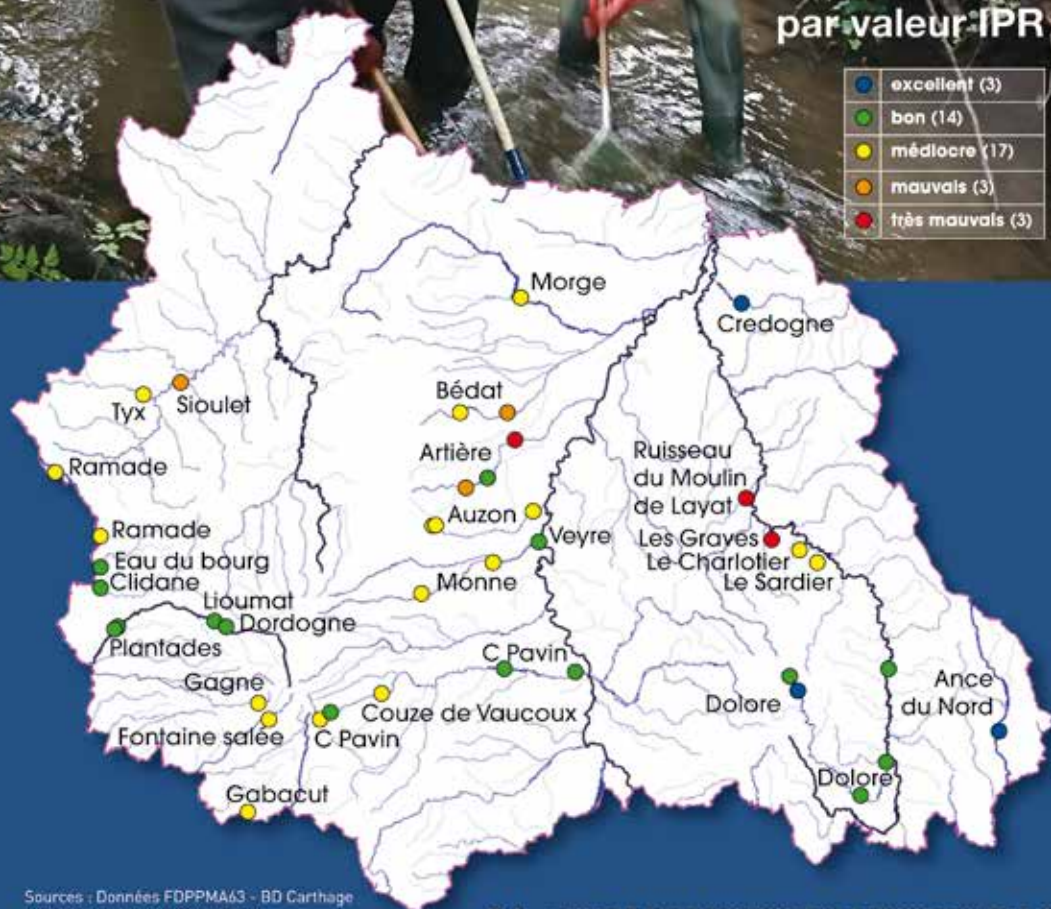 par valeur IPR
excellent (3)
bon (14)
médiocre (17)
mauvais (3)
très mauvais (3)
Morge
Credogne
Tyx
Sioulet
Bédat
Ramade
Artière
Ruisseau
du Moulin
de Layat
Auzon
Ramade
Veyre
Les Graves
Eau du bourg
Le Charlotier
Clidane
Monne
Le Sardier
Lioumat
Dordogne
Plantades
C Pavin
Gagne
Dolore
Ance
du Nord
Couze de Vaucoux
Fontaine salée
C Pavin
Dolore
Gabacut
Sources : Données FDPPMA63 - BD Carthage